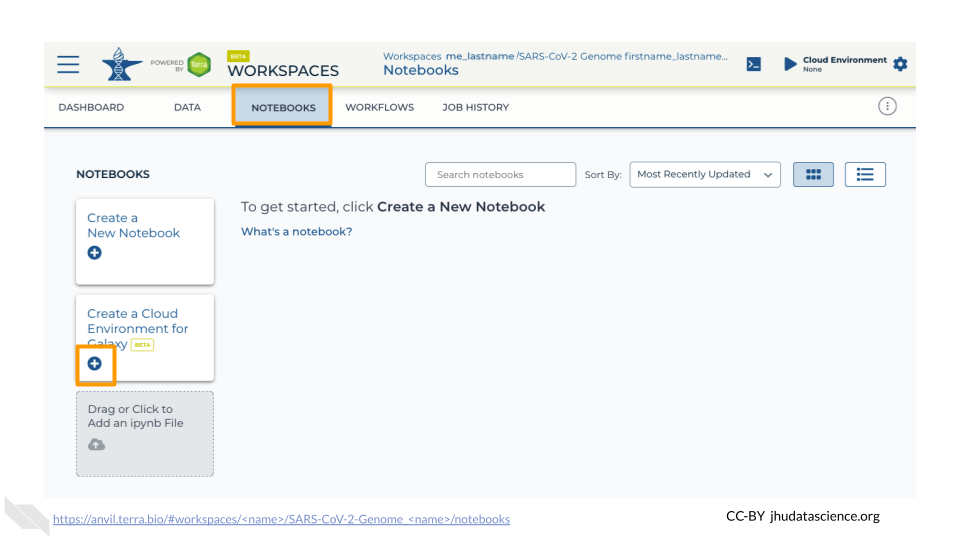 POWERED BY Terra
BETA
WORKSPACES
Workspaces me_lastname/SARS-CoV-2 Genome firstname_lastname...
Notebooks
Cloud Environment
None
DASHBOARD DATA NOTEBOOKS WORKFLOWS JOB HISTORY
NOTEBOOKS
Search notebooks
Sort By:
Most Recently Updated
Create a
New Notebook
To get started, click Create a New Notebook
What's a notebook?
Create a Cloud
Environment for
Galaxy BETA
Drag or Click to
Add an ipynb File
https://anvil.terra.bio/#workspaces/<name>/SARS-CoV-2-Genome_<name>/notebooks
CC-BY jhudatascience.org